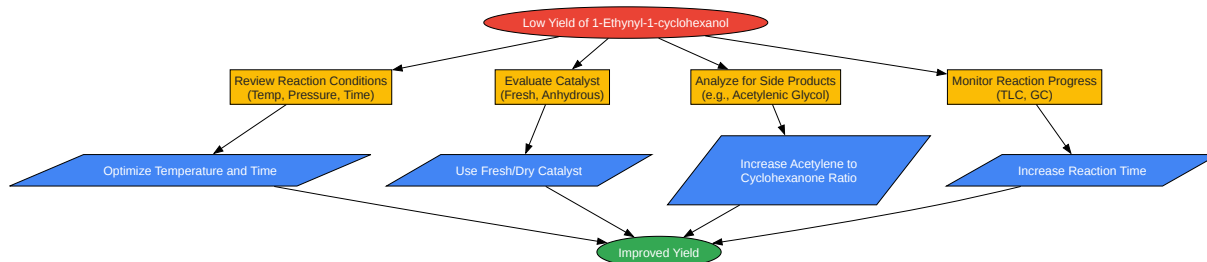 Low Yield of 1-Ethynyl-1-cyclohexanol
Review Reaction Conditions
(Temp, Pressure, Time)
Evaluate Catalyst
(Fresh, Anhydrous)
Analyze for Side Products
(e.g., Acetylenic Glycol)
Monitor Reaction Progress
(TLC, GC)
Optimize Temperature and Time
Use Fresh/Dry Catalyst
Increase Acetylene to
Cyclohexanone Ratio
Increase Reaction Time
Improved Yield